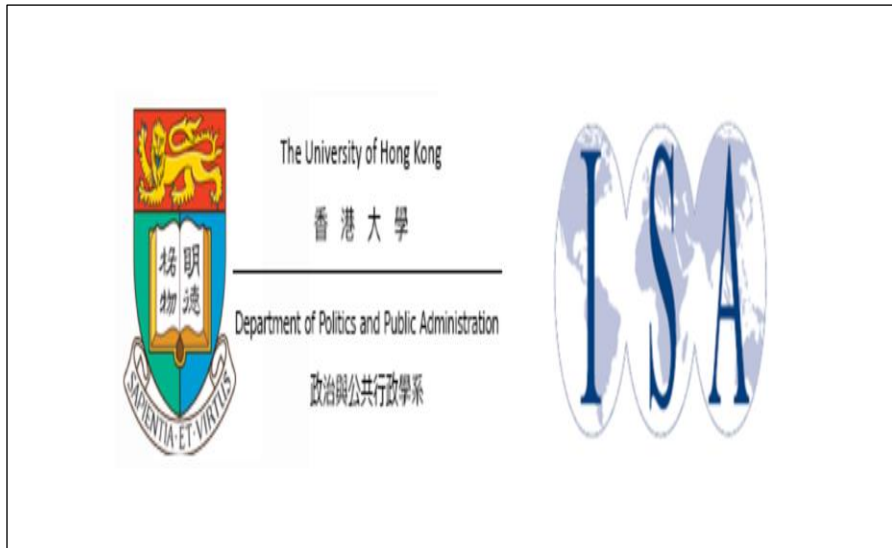 The University of Hong Kong
香港大學
Department of Politics and Public Administration
政治與公共行政學系
明德
格物
SAPIENTIA·ET·VIRTUS
ISA